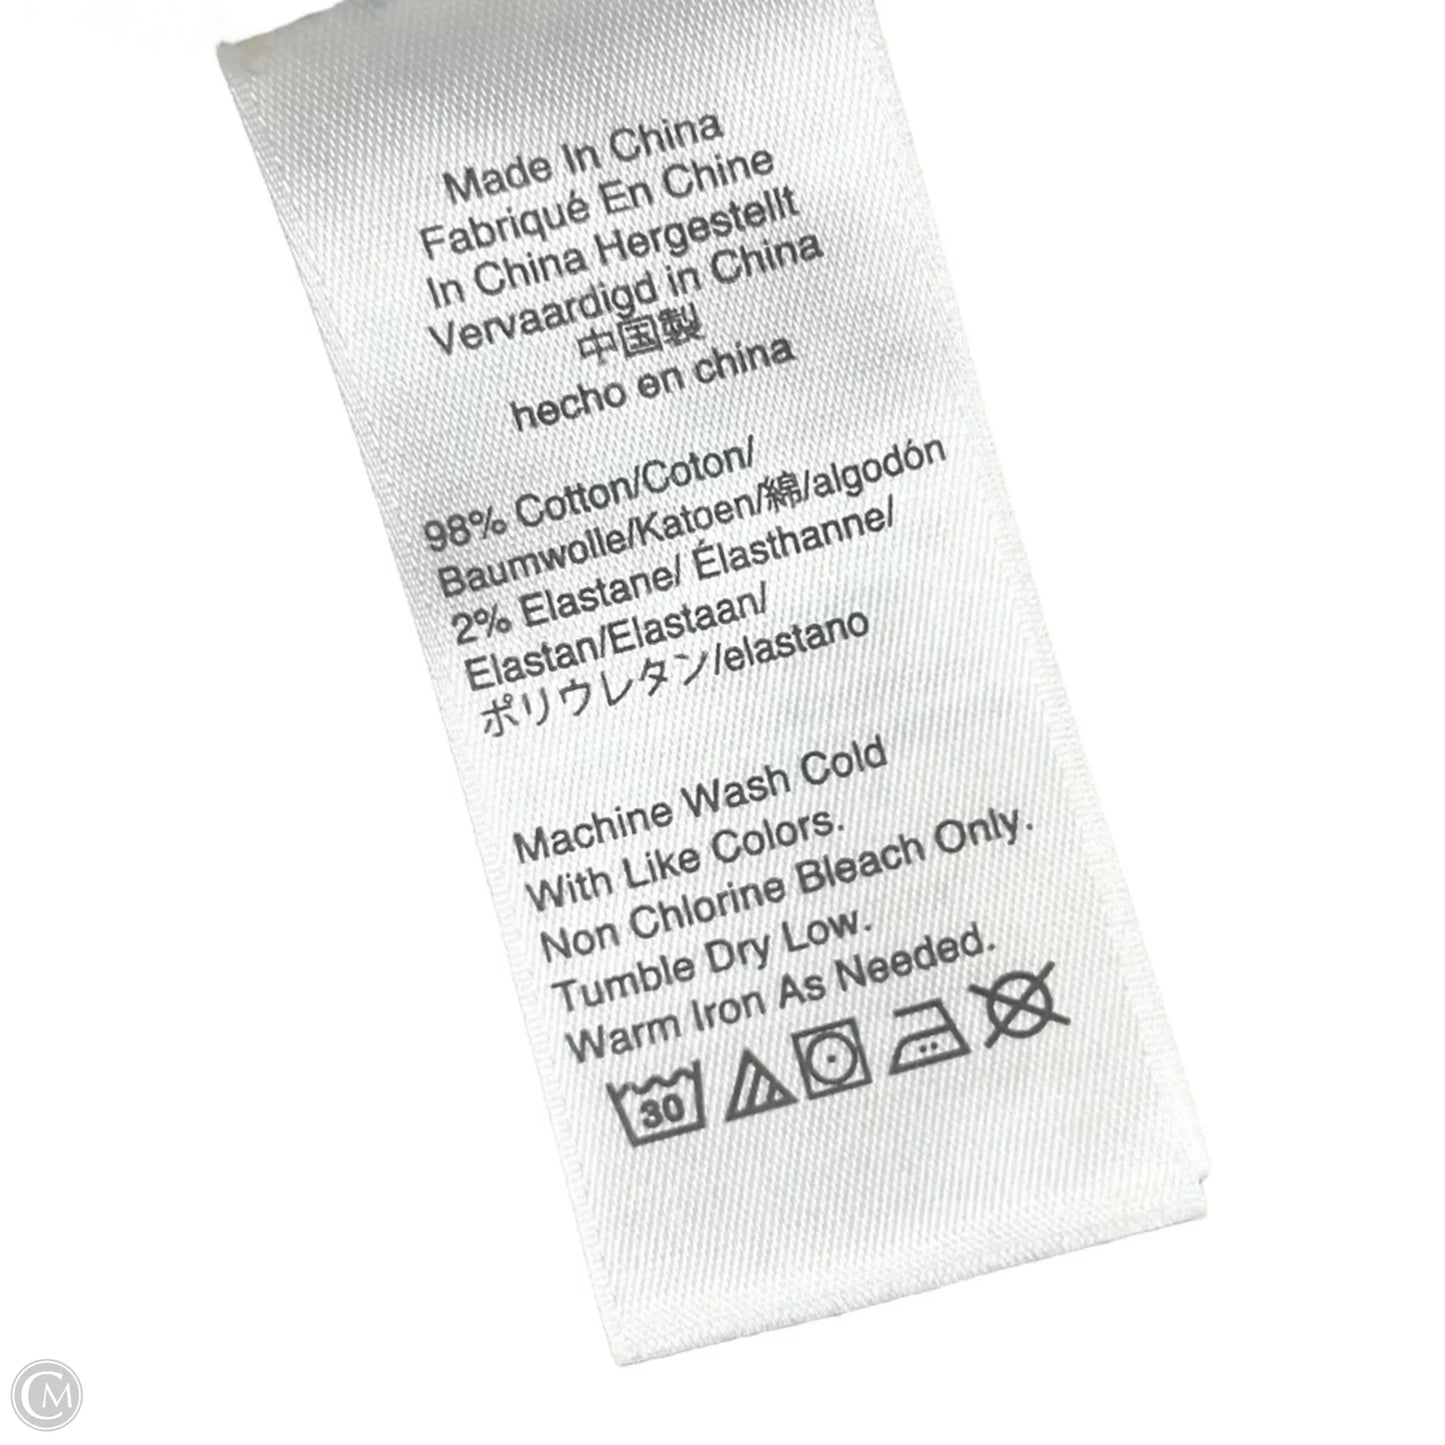 Made In China
Fabriqué En Chine
In China Hergestellt
Vervaardigd in China
中国製
hecho en china
98% Cotton/Coton/
Baumwolle/Katoen/綿/algodón
2% Elastane/ Élasthanne/
Elastan/Elastaan/
ポリウレタン/elastano
Machine Wash Cold
With Like Colors.
Non Chlorine Bleach Only.
Tumble Dry Low.
Warm Iron As Needed.
30
CM